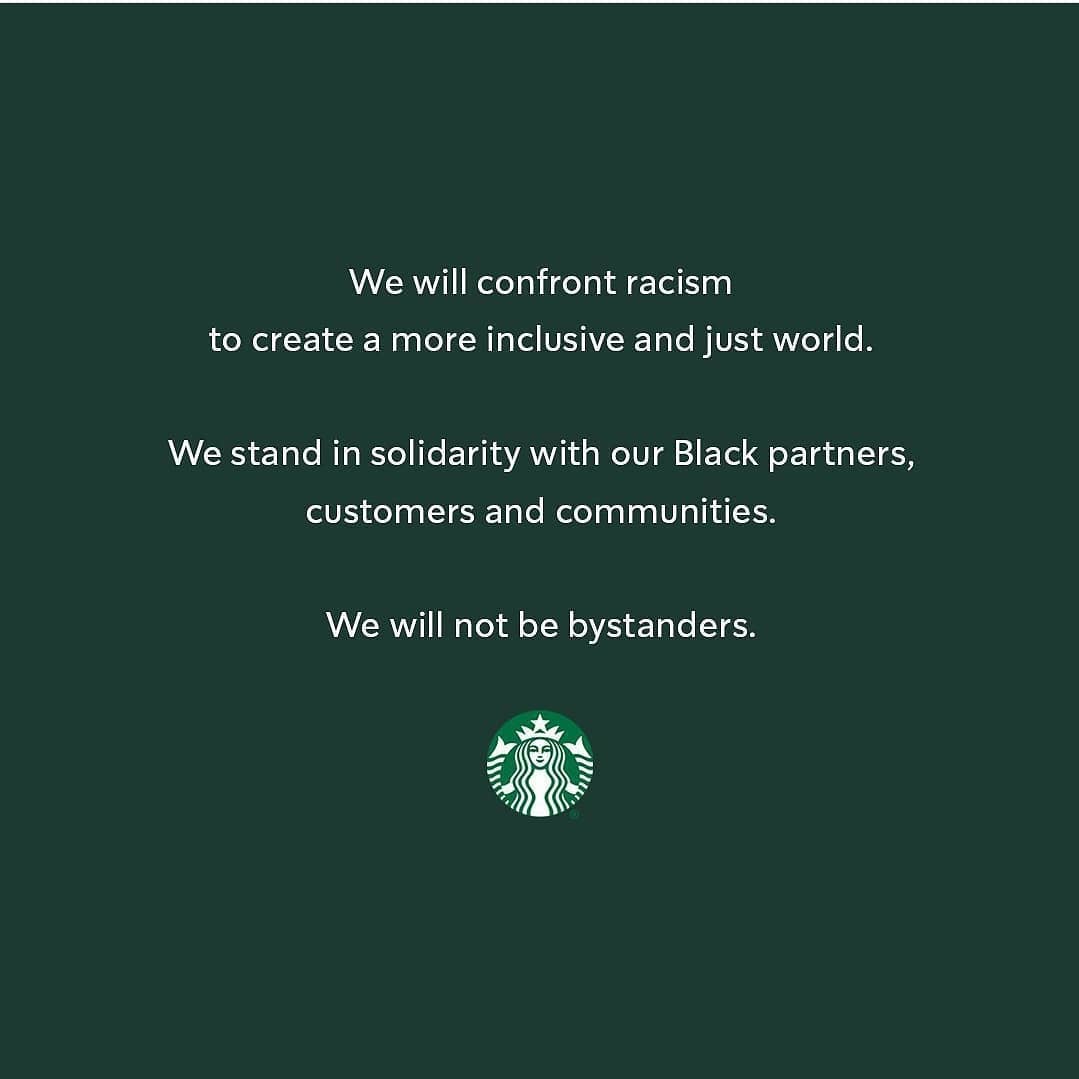 We will confront racism
to create a more inclusive and just world.
We stand in solidarity with our Black partners,
customers and communities.
We will not be bystanders.
®